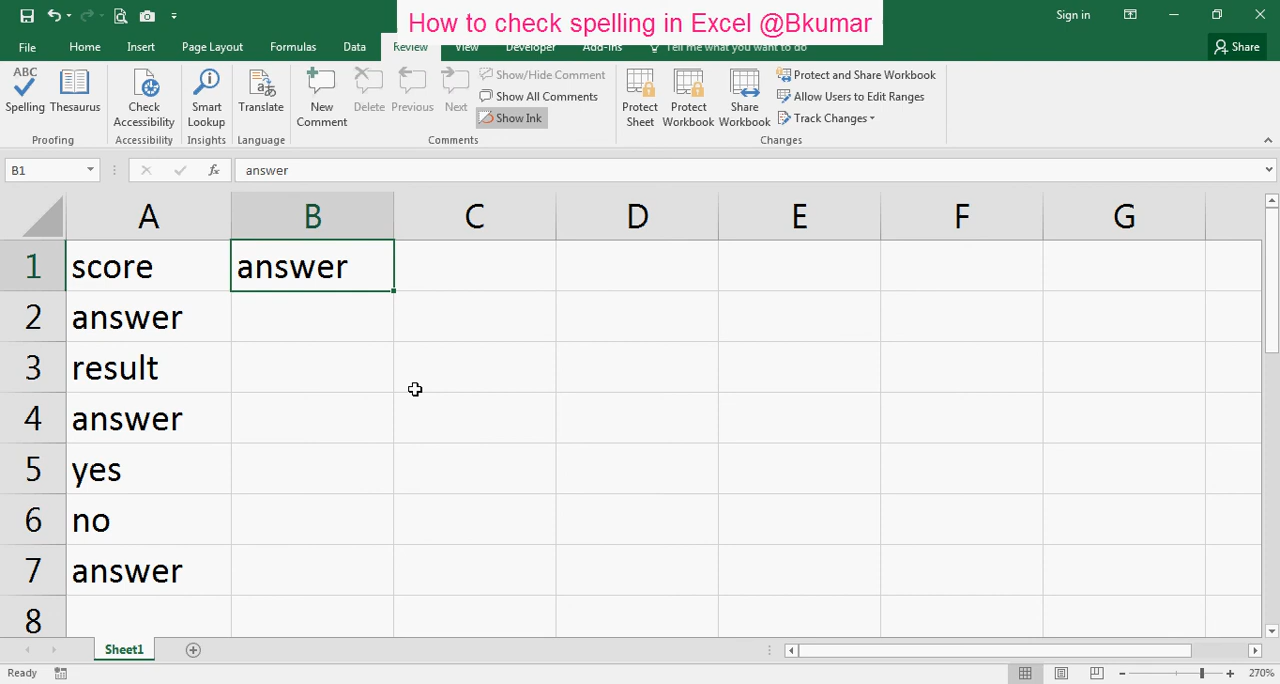 How to check spelling in Excel @Bkumar
Sign in
File Home Insert Page Layout Formulas Data Review View Developer Add-ins Tell me what you want to do Share
ABC
Spelling Thesaurus
Proofing
Check Accessibility
Accessibility
Smart Lookup
Insights
Translate
Language
New Comment
Delete Previous Next
Show/Hide Comment
Show All Comments
Show Ink
Comments
Protect Sheet
Protect Workbook
Share Workbook
Protect and Share Workbook
Allow Users to Edit Ranges
Track Changes
Changes
B1 fx answer
A B C D E F G
1 score answer
2 answer
3 result
4 answer
5 yes
6 no
7 answer
8
Sheet1
Ready 270%